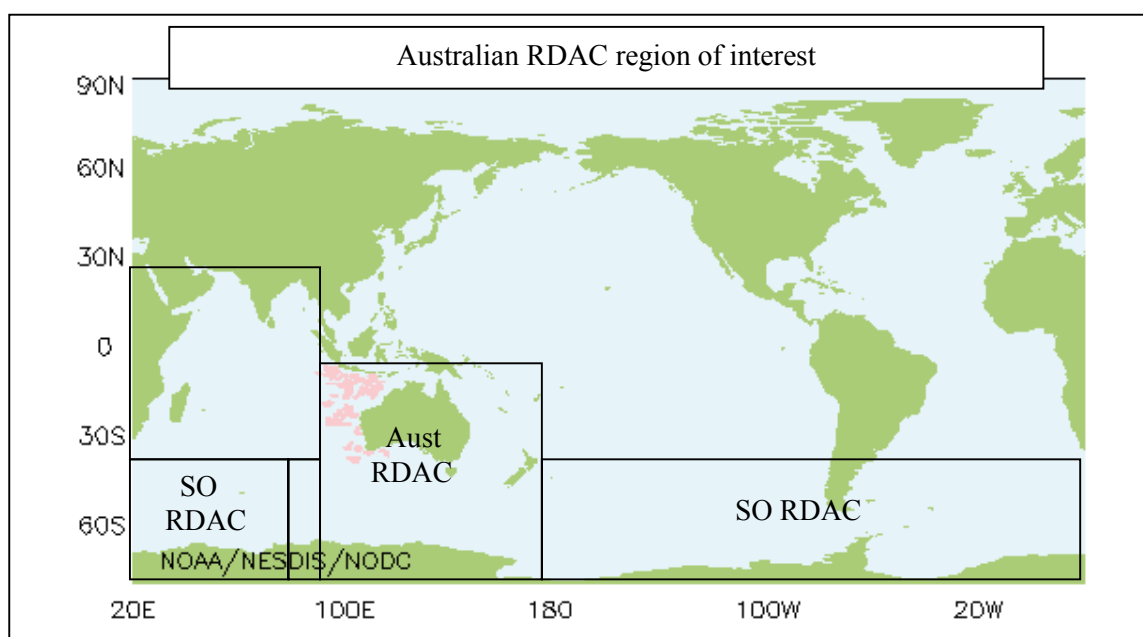 Australian RDAC region of interest
90N
60N
30N
0
30S
60S
Aust
RDAC
SO
RDAC
SO RDAC
NOAA/NESDIS/NODC
20E 100E 180 100W 20W